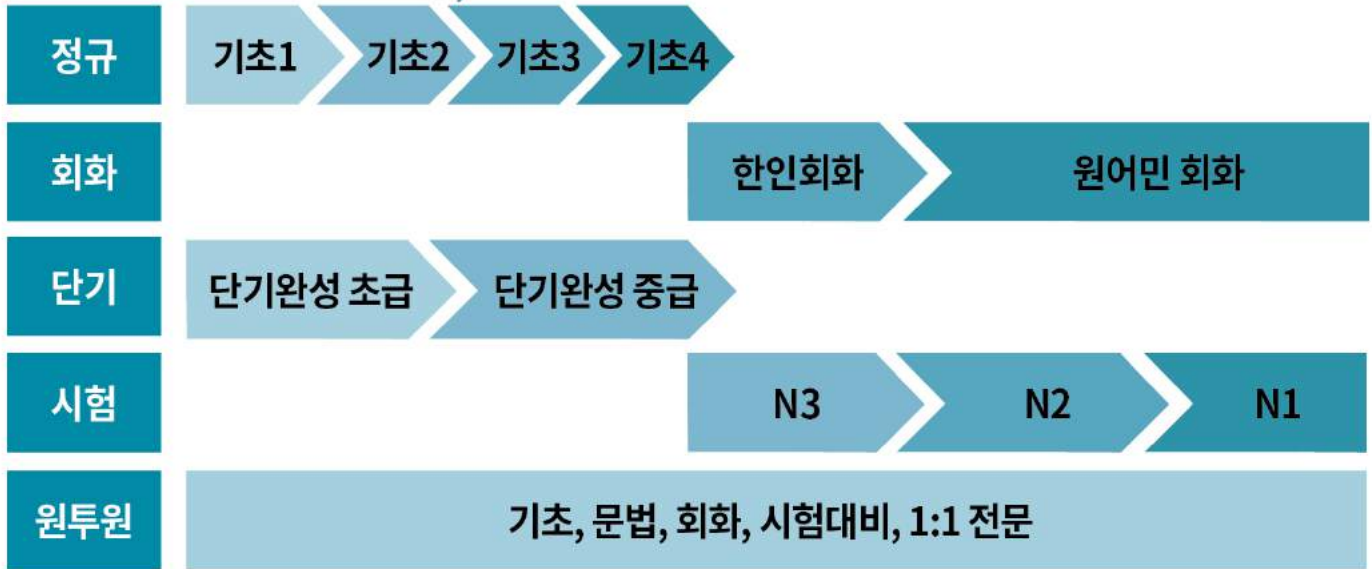 정규 기초1 기초2 기초3 기초4
회화 한인회화 원어민 회화
단기 단기완성 초급 단기완성 중급
시험 N3 N2 N1
원투원 기초, 문법, 회화, 시험대비, 1:1 전문